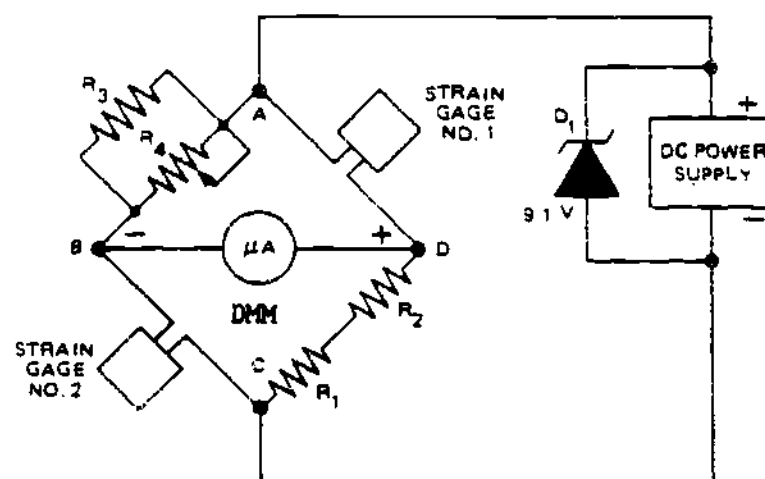 R3
R4
A
STRAIN
GAGE
NO. 1
D1
9 1 V
+
DC POWER
SUPPLY
−
B
−
μA
+
D
DMM
R2
STRAIN
GAGE
NO. 2
C
R1